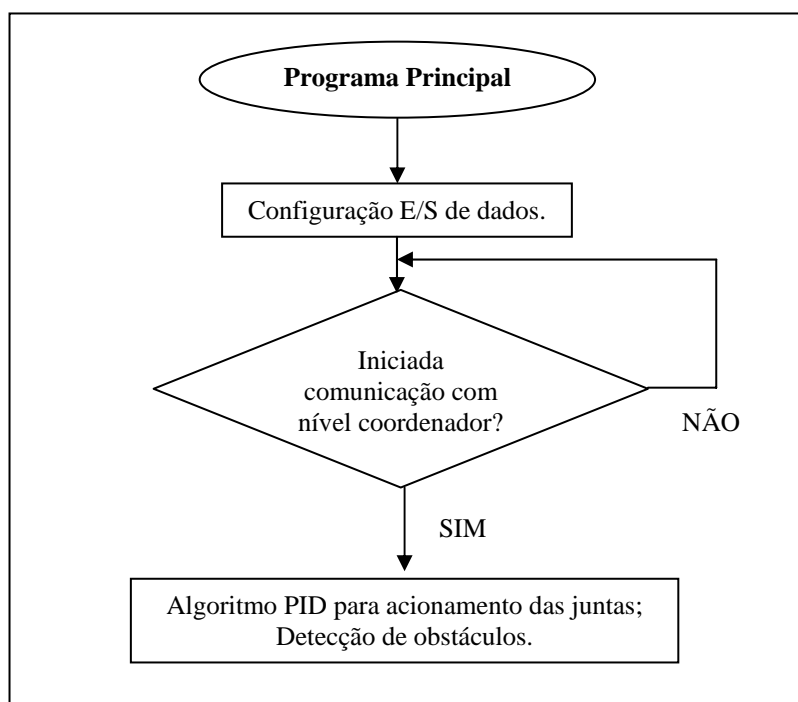 Programa Principal
Configuração E/S de dados.
Iniciada
comunicação com
nível coordenador?
NÃO
SIM
Algoritmo PID para acionamento das juntas;
Detecção de obstáculos.